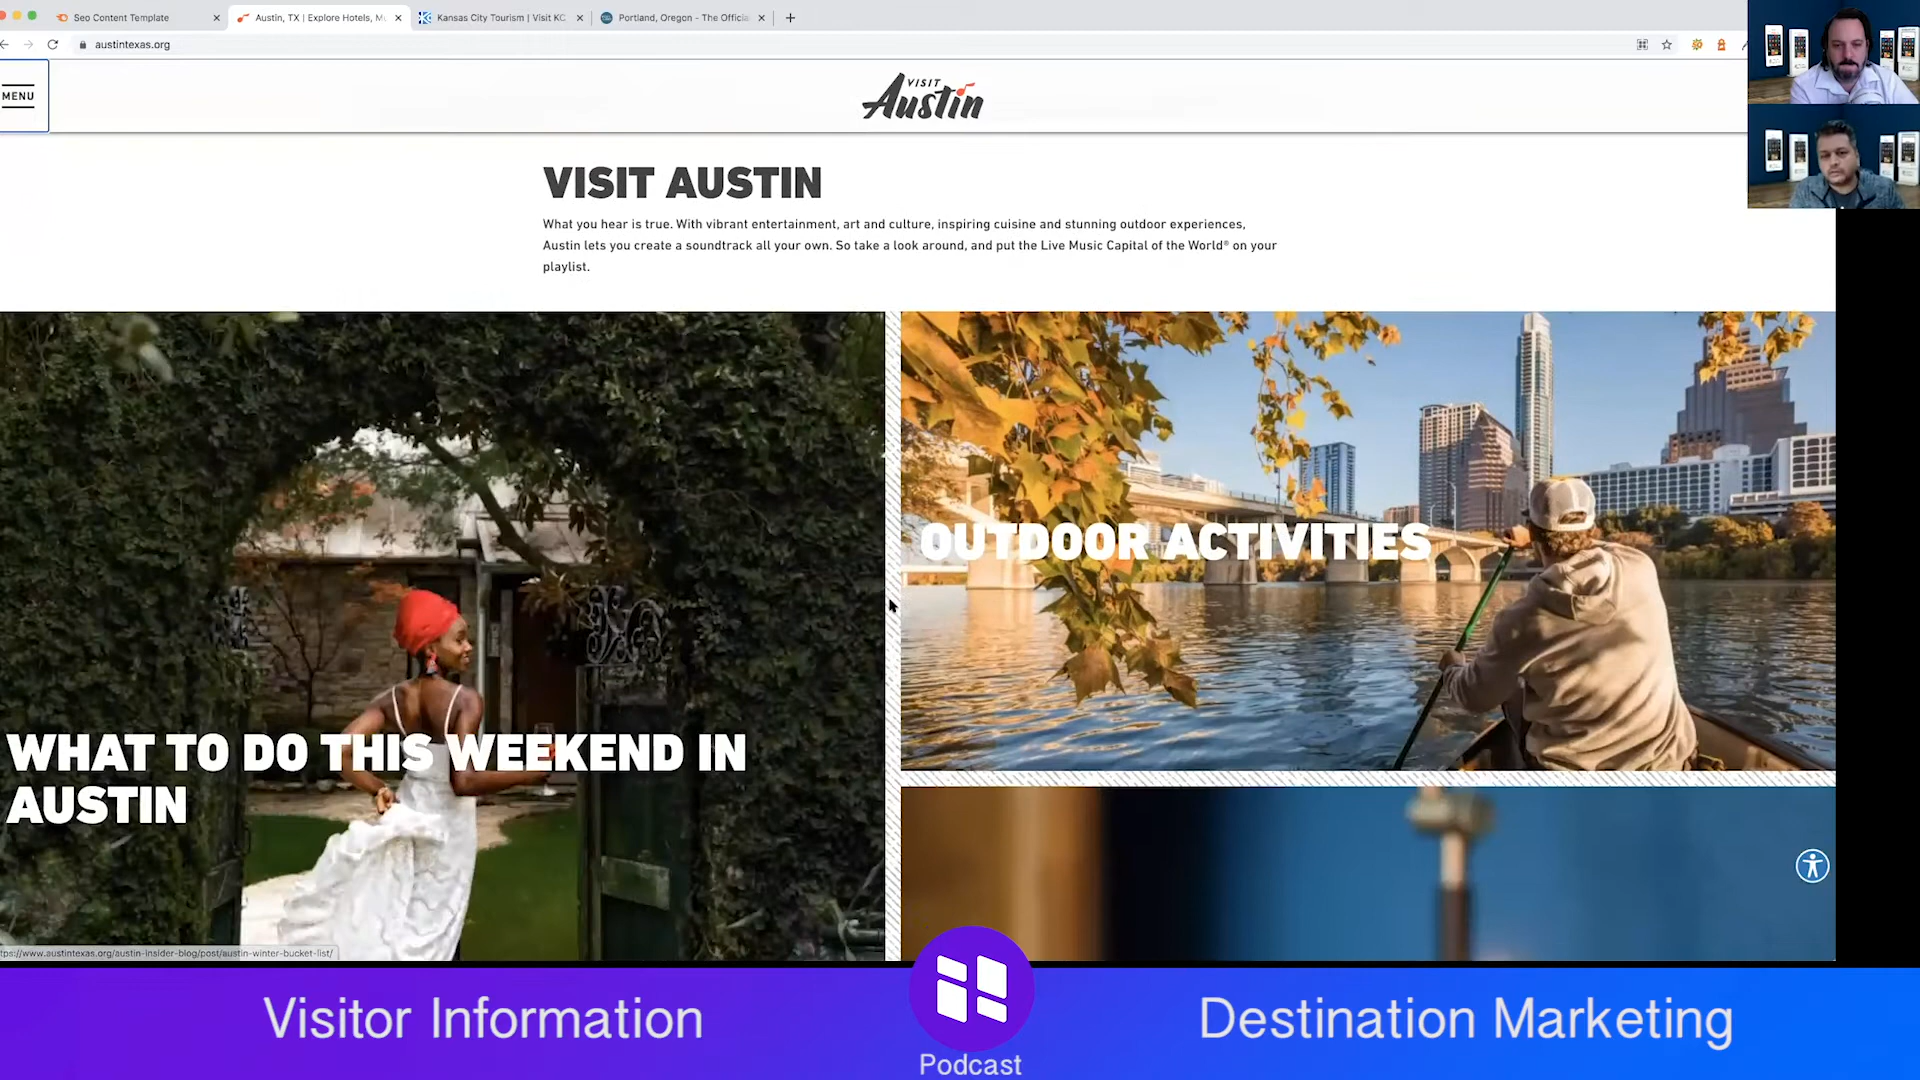 Seo Content Template
Austin, TX | Explore Hotels, Mu
Kansas City Tourism | Visit KC
Portland, Oregon - The Officia
austintexas.org
MENU
VISIT
Austin
VISIT AUSTIN
What you hear is true. With vibrant entertainment, art and culture, inspiring cuisine and stunning outdoor experiences,
Austin lets you create a soundtrack all your own. So take a look around, and put the Live Music Capital of the World® on your
playlist.
OUTDOOR ACTIVITIES
WHAT TO DO THIS WEEKEND IN
AUSTIN
tps://www.austintexas.org/austin-insider-blog/post/austin-winter-bucket-list/
Visitor Information
Destination Marketing
Podcast